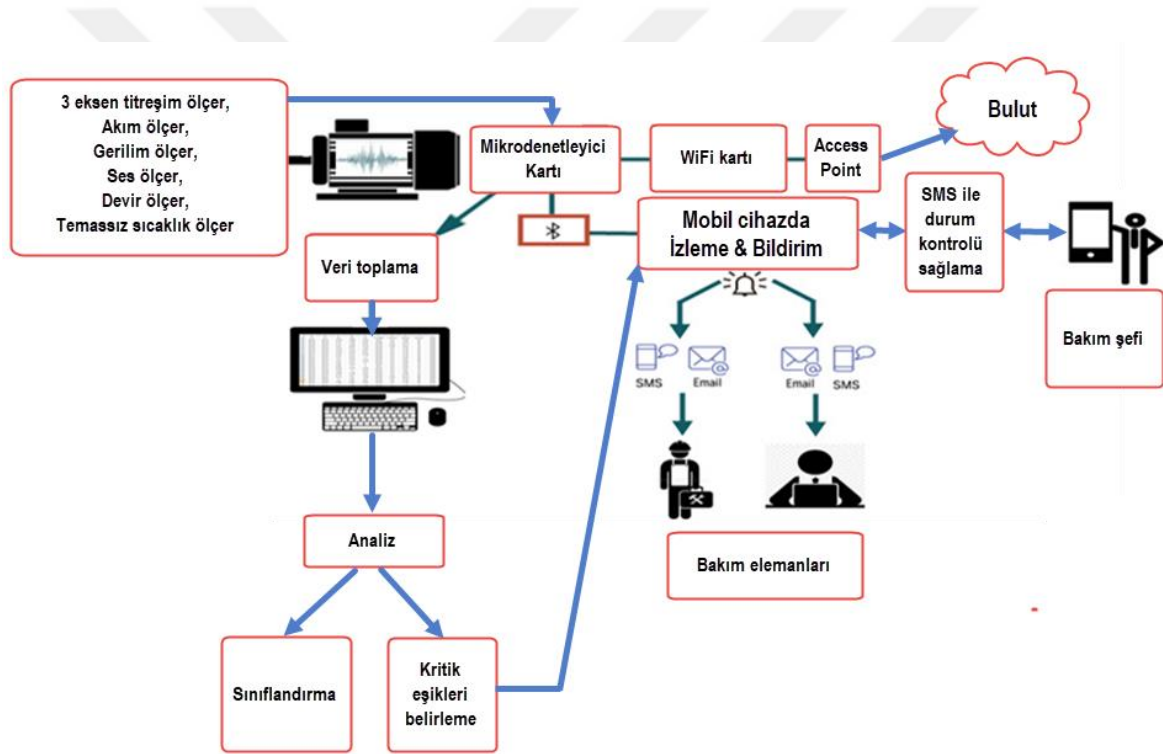 3 eksen titreşim ölçer,
Akım ölçer,
Gerilim ölçer,
Ses ölçer,
Devir ölçer,
Temassız sıcaklık ölçer
Mikrodenetleyici
Kartı
WiFi kartı
Access
Point
Bulut
Veri toplama
Mobil cihazda
İzleme & Bildirim
SMS ile
durum
kontrolü
sağlama
Bakım şefi
SMS
Email
Email
SMS
Bakım elemanları
Analiz
Sınıflandırma
Kritik
eşikleri
belirleme